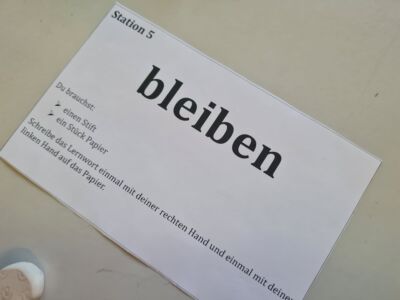 Station 5
bleiben
Du brauchst:
➤ einen Stift
➤ ein Stück Papier
Schreibe das Lernwort einmal mit deiner rechten Hand und einmal mit deiner
linken Hand auf das Papier.